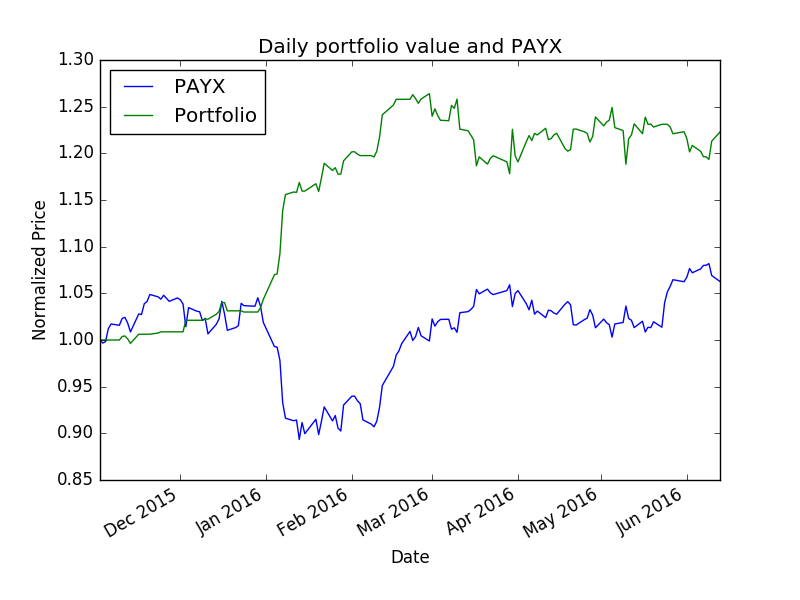 Daily portfolio value and PAYX
PAYX
Portfolio
Normalized Price
1.30
1.25
1.20
1.15
1.10
1.05
1.00
0.95
0.90
0.85
Dec 2015
Jan 2016
Feb 2016
Mar 2016
Apr 2016
May 2016
Jun 2016
Date